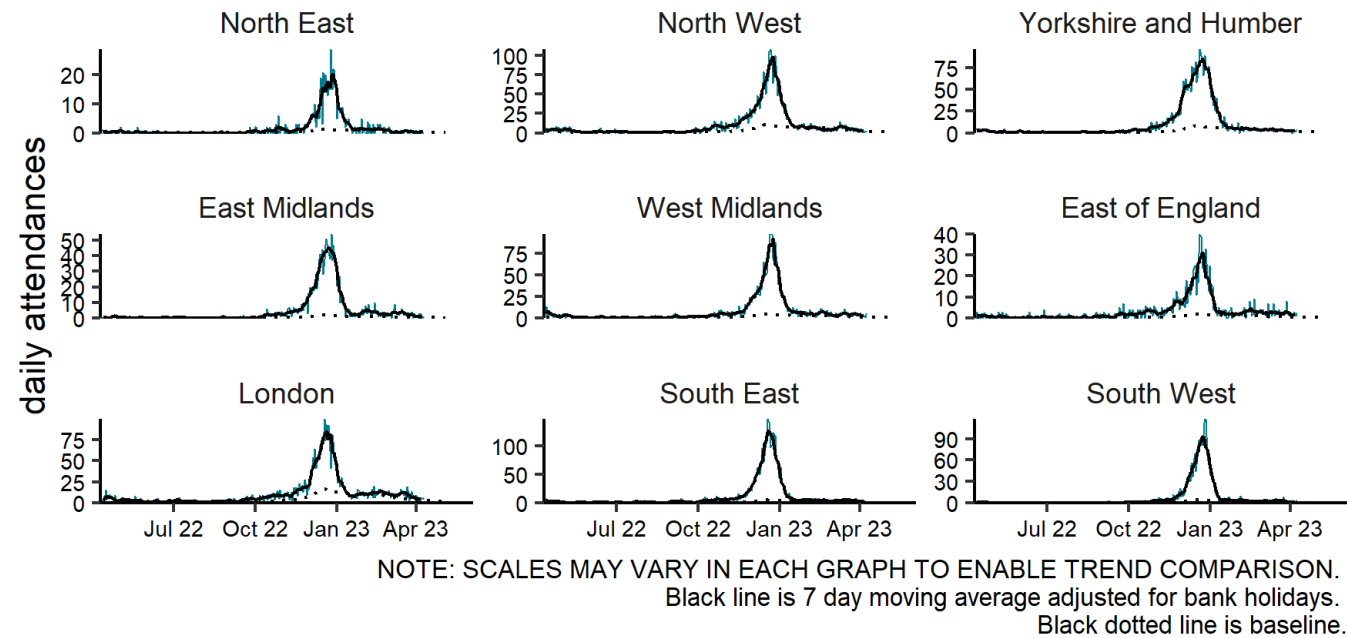 daily attendances
North East
20
10
0
North West
100
75
50
25
0
Yorkshire and Humber
75
50
25
0
East Midlands
50
40
30
20
10
0
West Midlands
75
50
25
0
East of England
40
30
20
10
0
London
75
50
25
0
Jul 22 Oct 22 Jan 23 Apr 23
South East
100
50
0
Jul 22 Oct 22 Jan 23 Apr 23
South West
90
60
30
0
Jul 22 Oct 22 Jan 23 Apr 23
NOTE: SCALES MAY VARY IN EACH GRAPH TO ENABLE TREND COMPARISON.
Black line is 7 day moving average adjusted for bank holidays.
Black dotted line is baseline.